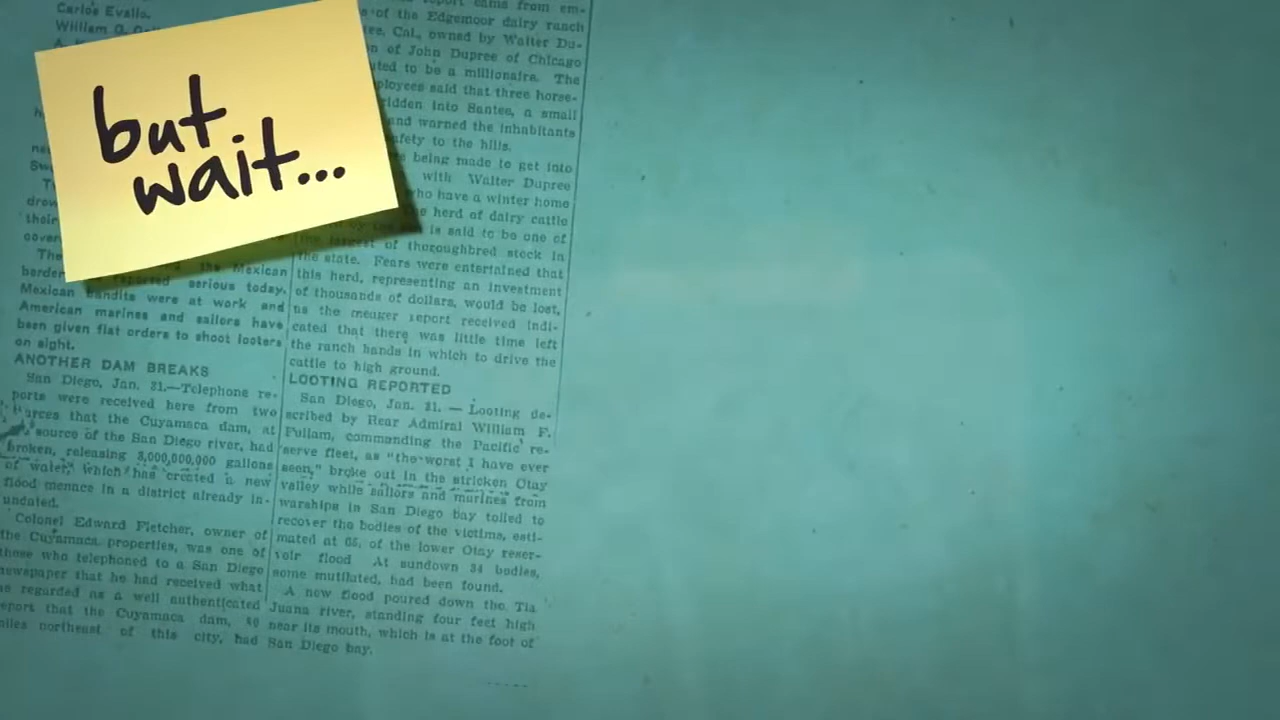 but
wait...
Carlos Evallo.
William G.
port came from em-
of the Edgemoor dairy ranch
Cal., owned by Walter Du-
of John Dupree of Chicago
to be a millionaire. The
said that three horse-
into Santee, a small
and warned the inhabitants
to the hills.
being made to get into
with Walter Dupree
who have a winter home
herd of dairy cattle
is said to be one of
the largest of thoroughbred stock in
the state. Fears were entertained that
this herd, representing an investment
of thousands of dollars, would be lost,
as the meager report received indi-
cated that there was little time left
the ranch hands in which to drive the
cattle to high ground.
LOOTING REPORTED
San Diego, Jan. 31. — Looting de-
scribed by Rear Admiral William F.
Fullam, commanding the Pacific re-
serve fleet, as "the worst I have ever
seen," broke out in the stricken Otay
valley while sailors and marines from
warships in San Diego bay toiled to
recover the bodies of the victims, esti-
mated at 65, of the lower Otay reser-
voir flood At sundown 34 bodies,
some mutilated, had been found.
A new flood poured down the Tia
Juana river, standing four feet high
near its mouth, which is at the foot of
San Diego bay.
the Mexican
border reported serious today.
Mexican bandits were at work and
American marines and sailors have
been given flat orders to shoot looters
on sight.
ANOTHER DAM BREAKS
San Diego, Jan. 31.—Telephone re-
ports were received here from two
that the Cuyamaca dam, at
source of the San Diego river, had
broken, releasing 3,000,000,000 gallons
of water, which has created a new
flood menace in a district already in-
undated.
Colonel Edward Fletcher, owner of
the Cuyamaca properties, was one of
those who telephoned to a San Diego
newspaper that he had received what
regarded as a well authenticated
report that the Cuyamaca dam,
miles northeast of this city, had